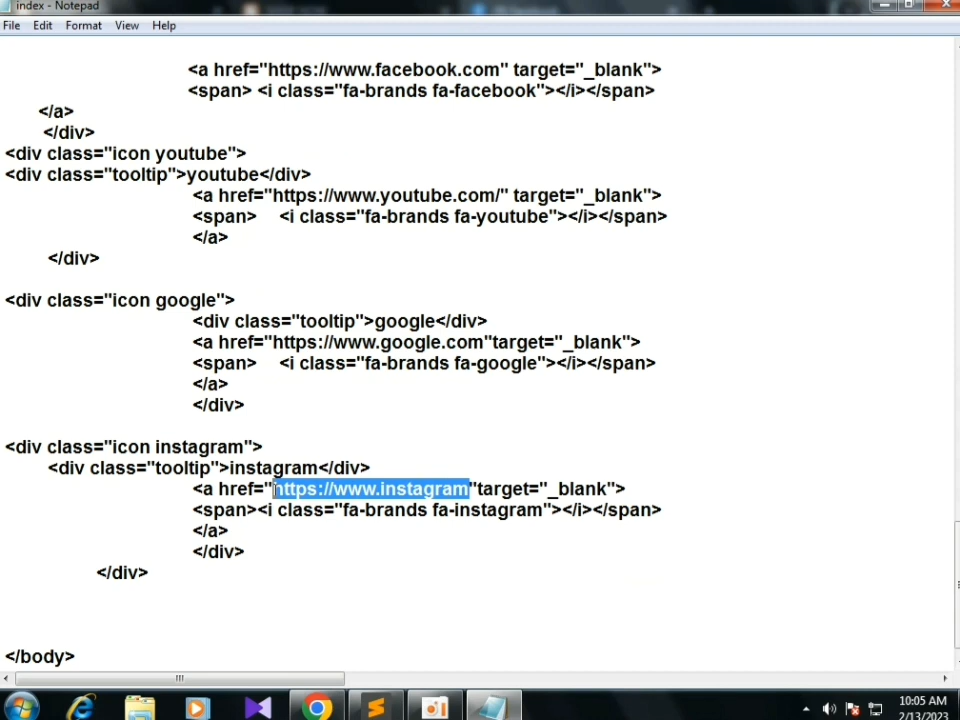 index - Notepad
File Edit Format View Help
<a href="https://www.facebook.com" target="_blank">
<span> <i class="fa-brands fa-facebook"></i></span>
</a>
</div>
<div class="icon youtube">
<div class="tooltip">youtube</div>
<a href="https://www.youtube.com/" target="_blank">
<span> <i class="fa-brands fa-youtube"></i></span>
</a>
</div>
<div class="icon google">
<div class="tooltip">google</div>
<a href="https://www.google.com"target="_blank">
<span> <i class="fa-brands fa-google"></i></span>
</a>
</div>
<div class="icon instagram">
<div class="tooltip">instagram</div>
<a href="https://www.instagram"target="_blank">
<span><i class="fa-brands fa-instagram"></i></span>
</a>
</div>
</div>
</body>
10:05 AM
2/13/2023